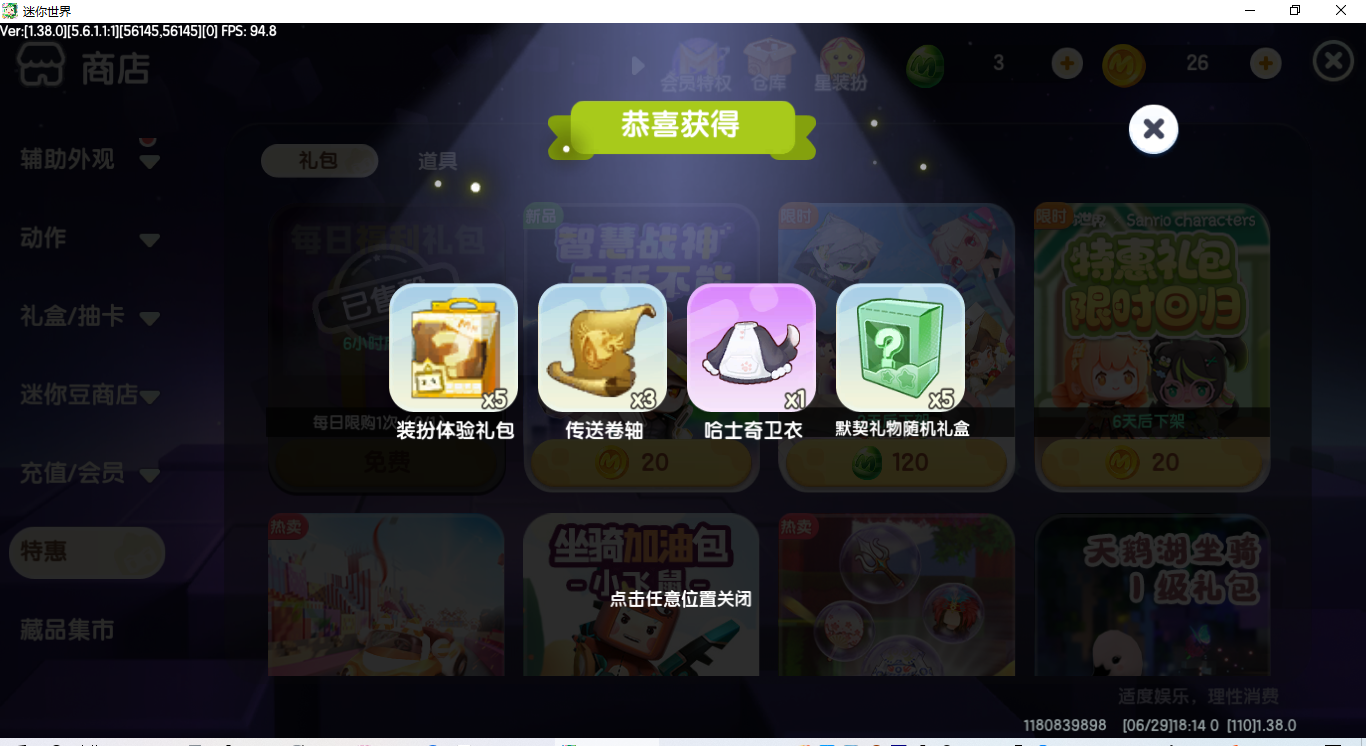 迷你世界
Ver:[1.38.0][5.6.1.1:1][56145,56145][0] FPS: 94.8
商店
会员特权
仓库
星装扮
3
26
恭喜获得
辅助外观
礼包
道具
动作
新品
限时
限时
Sanrio characters
每日福利礼包
智慧战神
无所不能
特惠礼包
限时回归
已售
6小时
礼盒/抽卡
x5
x3
x1
x5
迷你豆商店
每日限购1次
6天后下架
装扮体验礼包
传送卷轴
哈士奇卫衣
默契礼物随机礼盒
充值/会员
免费
20
120
20
特惠
热卖
坐骑加油包
-小飞鼠-
热卖
天鹅湖坐骑
1级礼包
点击任意位置关闭
藏品集市
适度娱乐，理性消费
1180839898 [06/29]18:14 0 [110]1.38.0